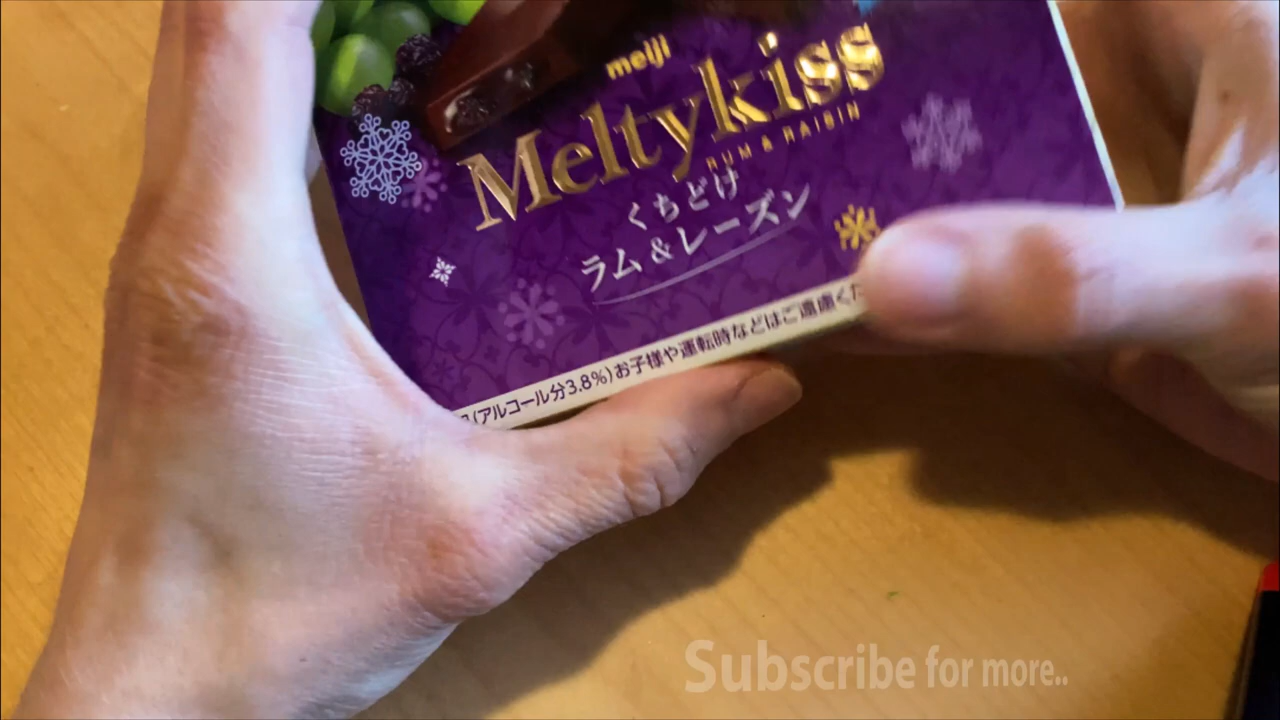 meiji
Meltykiss
RUM & RAISIN
くちどけ
ラム&レーズン
(アルコール分3.8%)お子様や運転時などはご遠慮くだ
Subscribe for more..